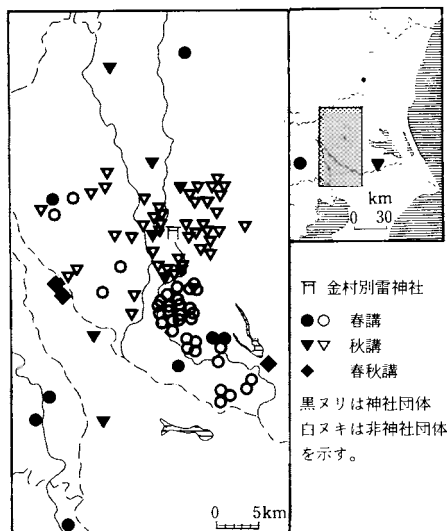 km
0 30
⛩ 金村別雷神社
●○ 春講
▼▽ 秋講
◆ 春秋講
黒ヌリは神社団体
白ヌキは非神社団体
を示す。
0 5km